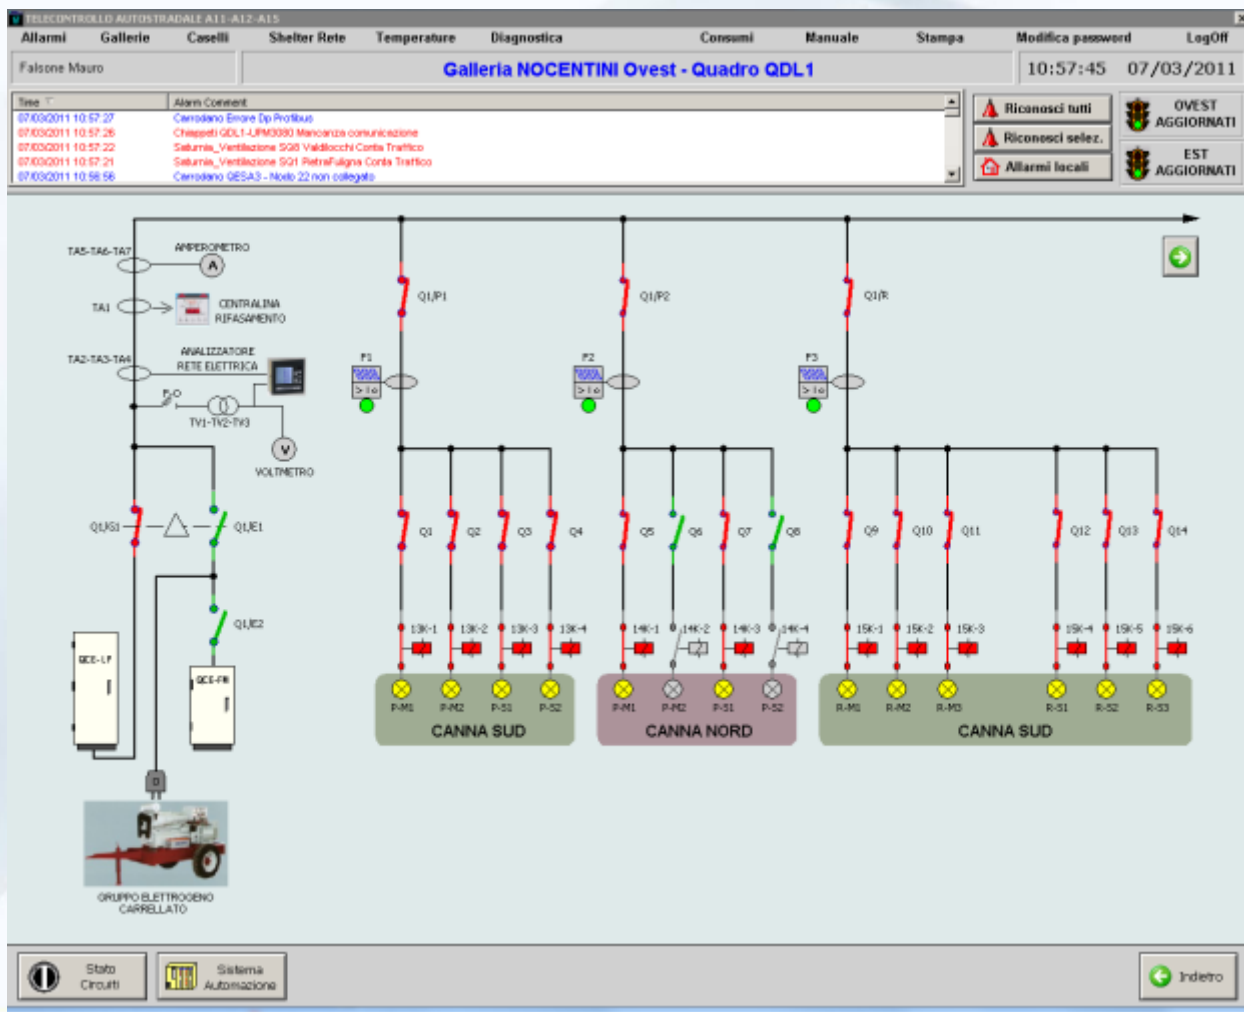 TELECONTROLLO AUTOSTRADALE A11-A12-A15
Allarmi Gallerie Caselli Shelter Rete Temperature Diagnostica Consumi Manuale Stampa Modifica password LogOff
Falsone Mauro
Galleria NOCENTINI Ovest - Quadro QDL1
10:57:45 07/03/2011
Time Alarm Comment
07/03/2011 10:57:27 Carrodano Errore Dp Profibus
07/03/2011 10:57:26 Chiappeti QDL1-UPM3080 Mancanza comunicazione
07/03/2011 10:57:22 Saturnia_Ventilazione SQ8 Valdilocchi Conta Traffico
07/03/2011 10:57:21 Saturnia_Ventilazione SQ1 PietraFuligna Conta Traffico
07/03/2011 10:56:56 Carrodano QESA3 - Nodo 22 non collegato
Riconosci tutti
Riconosci selez.
Allarmi locali
OVEST
AGGIORNATI
EST
AGGIORNATI
TA5-TA6-TA7
AMPEROMETRO
A
TA1
CENTRALINA
RIFASAMENTO
TA2-TA3-TA4
ANALIZZATORE
RETE ELETTRICA
TV1-TV2-TV3
V
VOLTMETRO
Q1/P1
Q1/P2
Q1/R
P1
P2
P3
Q1/G1
Q1/E1
Q1/E2
Q1 Q2 Q3 Q4 Q5 Q6 Q7 Q8 Q9 Q10 Q11 Q12 Q13 Q14
13K-1 13K-2 13K-3 13K-4 14K-1 14K-2 14K-3 14K-4 15K-1 15K-2 15K-3 15K-4 15K-5 15K-6
QCE-LP
QCE-FM
P-M1 P-M2 P-S1 P-S2 P-M1 P-M2 P-S1 P-S2 R-M1 R-M2 R-M3 R-S1 R-S2 R-S3
CANNA SUD
CANNA NORD
CANNA SUD
GRUPPO ELETTROGENO
CARRELLATO
Stato
Circuiti
Sistema
Automazione
Indietro